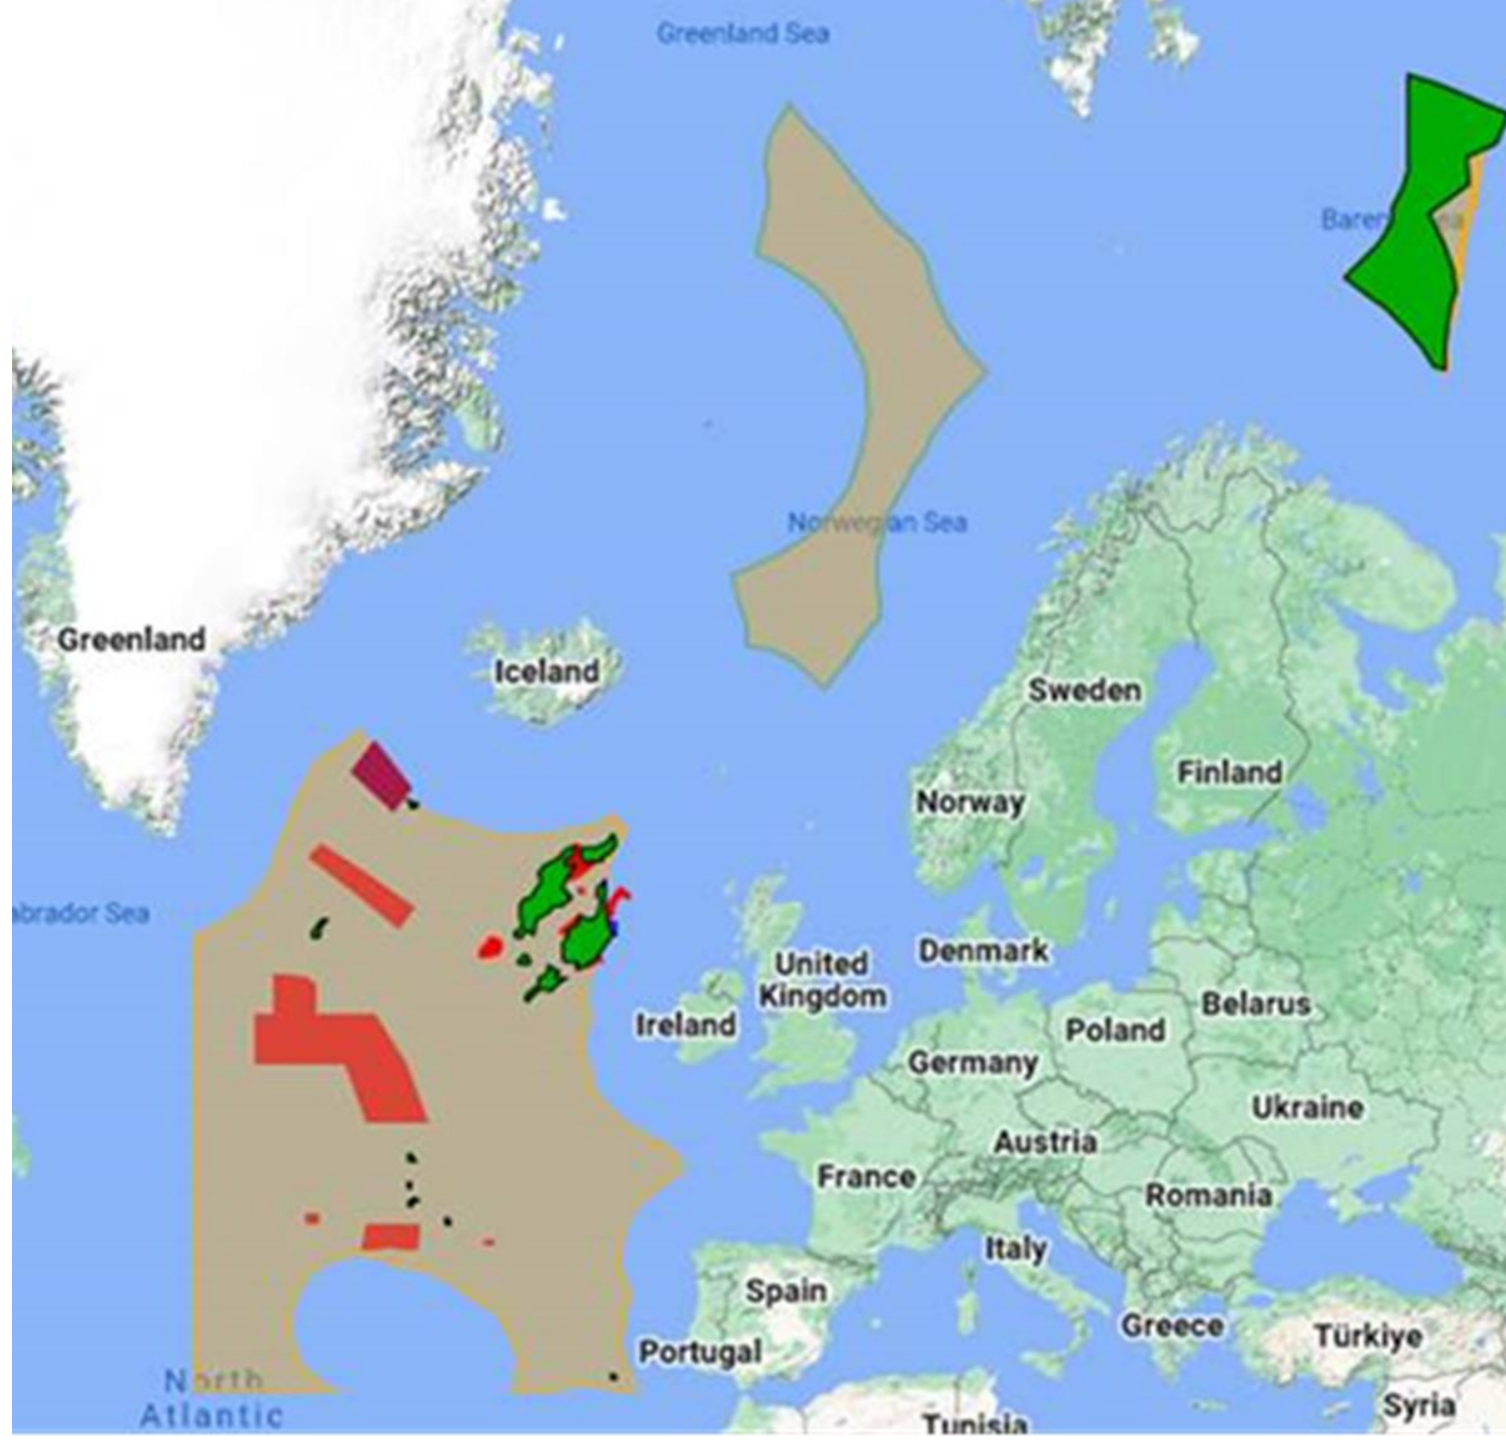 Greenland Sea
Norwegian Sea
Greenland
Iceland
Sweden
Finland
Norway
abrador Sea
Denmark
United
Kingdom
Ireland
Belarus
Poland
Germany
Ukraine
Austria
France
Romania
Italy
Spain
Greece
Türkiye
Portugal
North
Atlantic
Syria
Tunisia